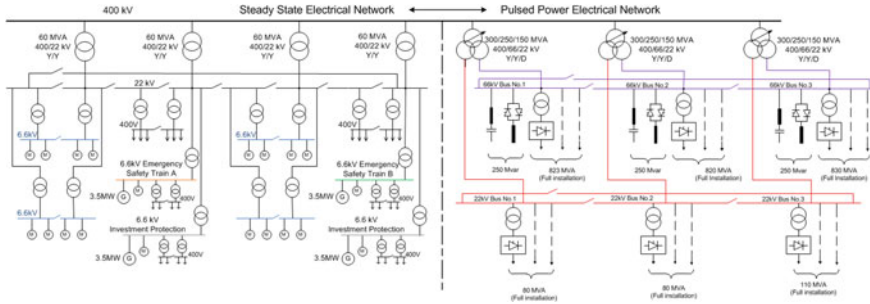 400 kV
Steady State Electrical Network
Pulsed Power Electrical Network
60 MVA
400/22 kV
Y/Y
60 MVA
400/22 kV
Y/Y
60 MVA
400/22 kV
Y/Y
60 MVA
400/22 kV
Y/Y
300/250/150 MVA
400/66/22 kV
Y/Y/D
300/250/150 MVA
400/66/22 kV
Y/Y/D
300/250/150 MVA
400/66/22 kV
Y/Y/D
22 kV
66kV Bus No.1
66kV Bus No.2
66kV Bus No.3
400V
400V
6.6kV
6.6kV
M
M
M
M
M
M
M
M
250 Mvar
823 MVA
(Full installation)
250 Mvar
820 MVA
(Full Installation)
250 Mvar
830 MVA
(Full installation)
6.6kV Emergency
Safety Train A
6.6kV Emergency
Safety Train B
3.5MW
G
M
400V
3.5MW
G
M
400V
6.6kV
6.6kV
M
M
M
M
M
M
M
M
6.6 kV
Investment Protection
6.6 kV
Investment Protection
3.5MW
G
M
400V
3.5MW
G
M
400V
22kV Bus No.1
22kV Bus No.2
22kV Bus No.3
80 MVA
(Full installation)
80 MVA
(Full installation)
110 MVA
(Full installation)